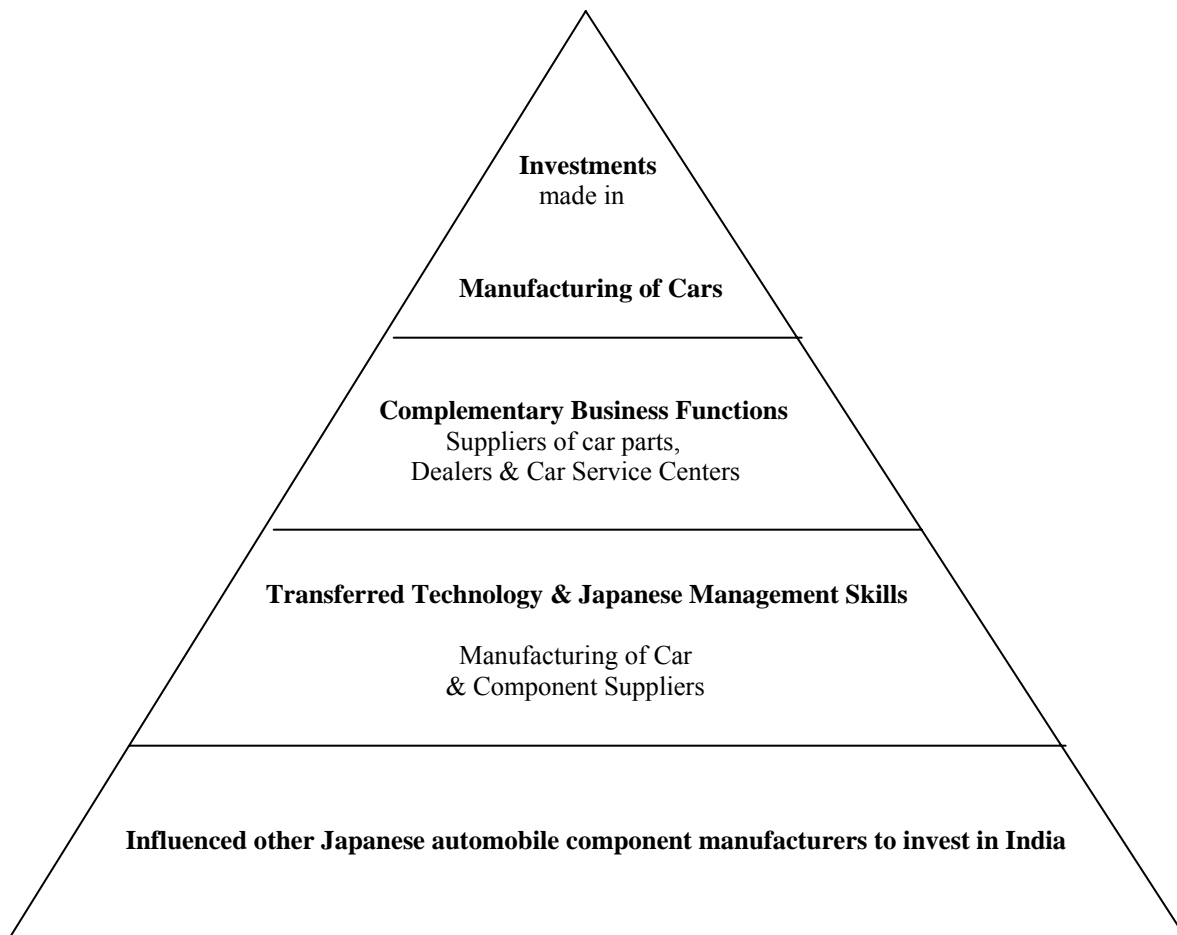 Investments
made in
Manufacturing of Cars
Complementary Business Functions
Suppliers of car parts,
Dealers & Car Service Centers
Transferred Technology & Japanese Management Skills
Manufacturing of Car
& Component Suppliers
Influenced other Japanese automobile component manufacturers to invest in India